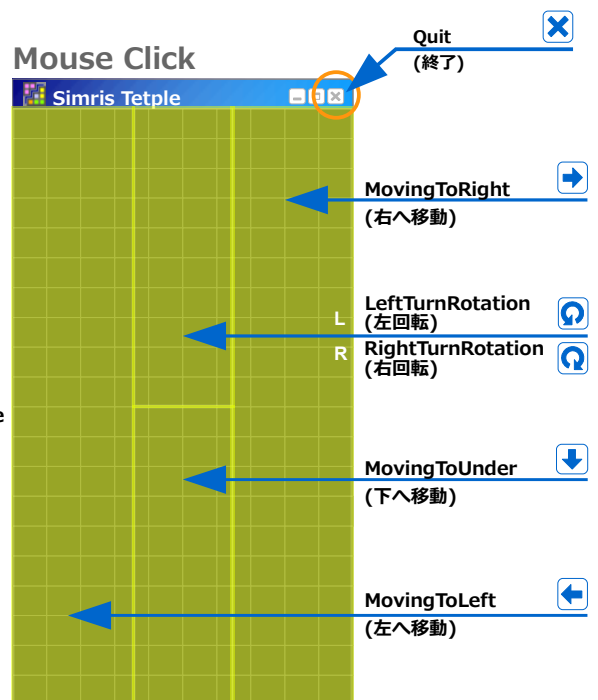 Quit
(終了)
Mouse Click
Simris Tetple
MovingToRight
(右へ移動)
L
LeftTurnRotation
(左回転)
R
RightTurnRotation
(右回転)
e
MovingToUnder
(下へ移動)
MovingToLeft
(左へ移動)